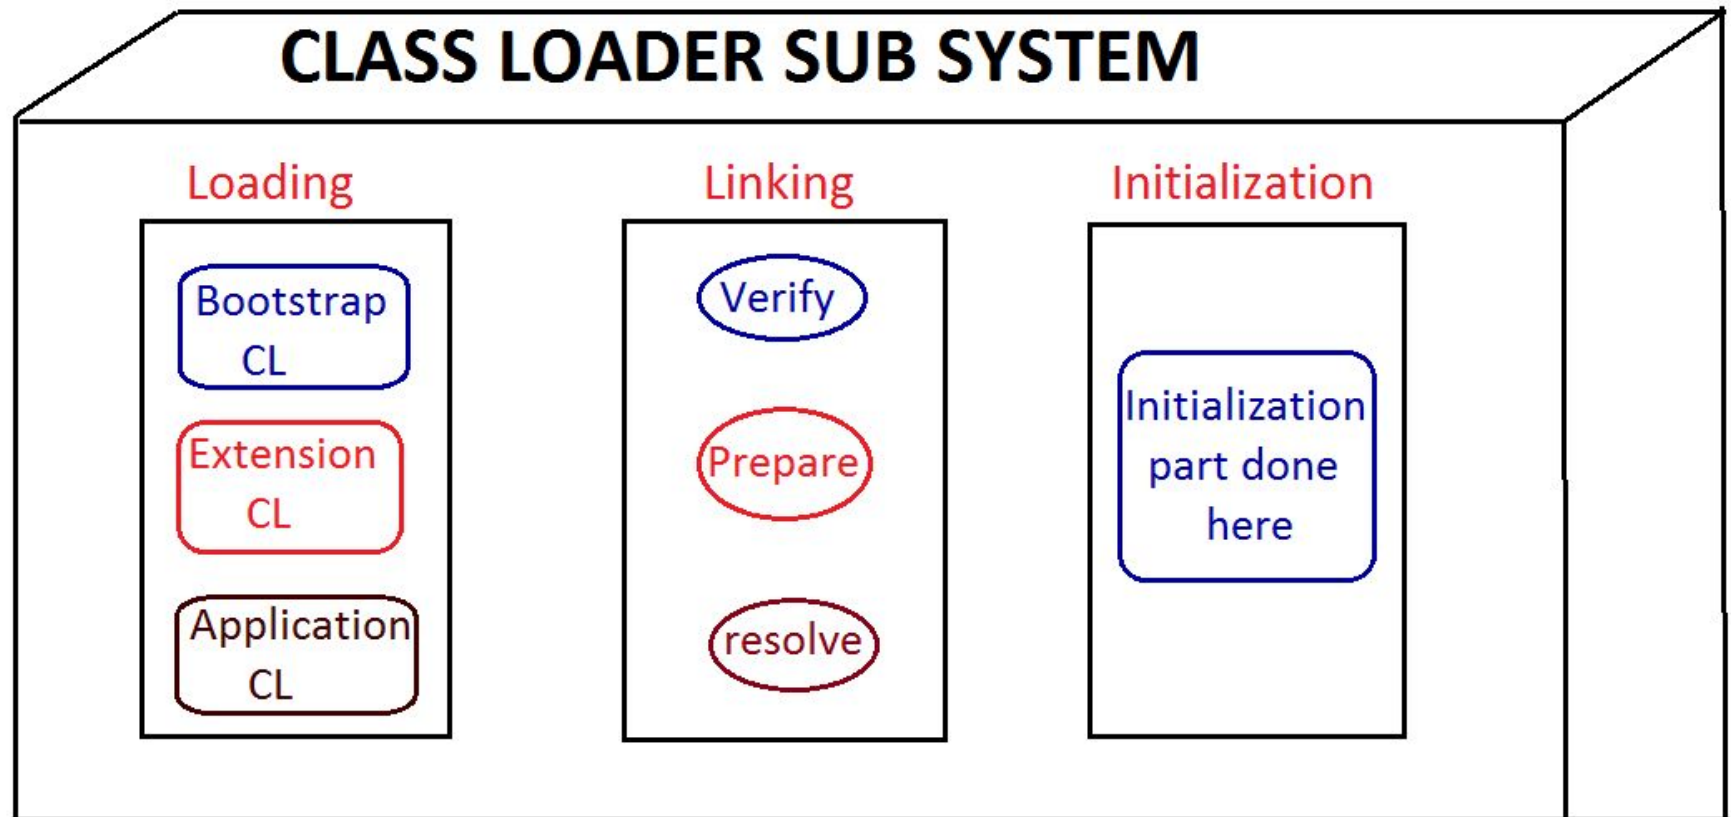 CLASS LOADER SUB SYSTEM
Loading
Bootstrap
CL
Extension
CL
Application
CL
Linking
Verify
Prepare
resolve
Initialization
Initialization
part done
here